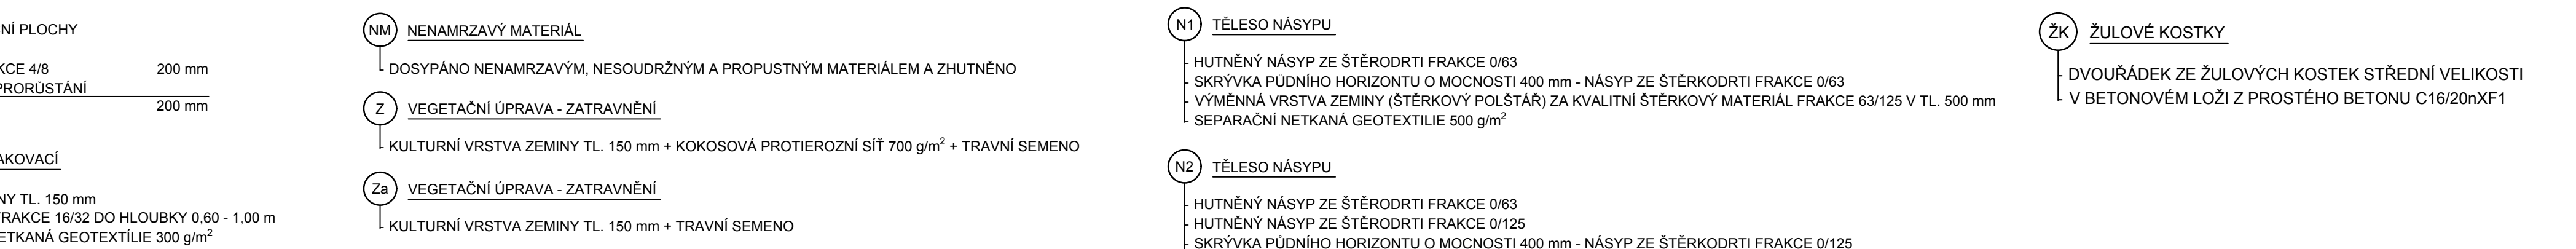 NÍ PLOCHY
KCE 4/8 200 mm
PRORŮSTÁNÍ
200 mm
AKOVACÍ
NY TL. 150 mm
FRAKCE 16/32 DO HLOUBKY 0,60 - 1,00 m
ETKANÁ GEOTEXTÍLIE 300 g/m²
NM NENAMRZAVÝ MATERIÁL
DOSYPÁNO NENAMRZAVÝM, NESOUDRŽNÝM A PROPUSTNÝM MATERIÁLEM A ZHUTNĚNO
Z VEGETAČNÍ ÚPRAVA - ZATRAVNĚNÍ
KULTURNÍ VRSTVA ZEMINY TL. 150 mm + KOKOSOVÁ PROTIEROZNÍ SÍŤ 700 g/m² + TRAVNÍ SEMENO
Za VEGETAČNÍ ÚPRAVA - ZATRAVNĚNÍ
KULTURNÍ VRSTVA ZEMINY TL. 150 mm + TRAVNÍ SEMENO
N1 TĚLESO NÁSYPU
HUTNĚNÝ NÁSYP ZE ŠTĚRODRTI FRAKCE 0/63
SKRÝVKA PŮDNÍHO HORIZONTU O MOCNOSTI 400 mm - NÁSYP ZE ŠTĚRKODRTI FRAKCE 0/63
VÝMĚNNÁ VRSTVA ZEMINY (ŠTĚRKOVÝ POLŠTÁŘ) ZA KVALITNÍ ŠTĚRKOVÝ MATERIÁL FRAKCE 63/125 V TL. 500 mm
SEPARAČNÍ NETKANÁ GEOTEXTILIE 500 g/m²
N2 TĚLESO NÁSYPU
HUTNĚNÝ NÁSYP ZE ŠTĚRODRTI FRAKCE 0/63
HUTNĚNÝ NÁSYP ZE ŠTĚRODRTI FRAKCE 0/125
SKRÝVKA PŮDNÍHO HORIZONTU O MOCNOSTI 400 mm - NÁSYP ZE ŠTĚRKODRTI FRAKCE 0/125
ŽK ŽULOVÉ KOSTKY
DVOUŘÁDEK ZE ŽULOVÝCH KOSTEK STŘEDNÍ VELIKOSTI
V BETONOVÉM LOŽI Z PROSTÉHO BETONU C16/20nXF1